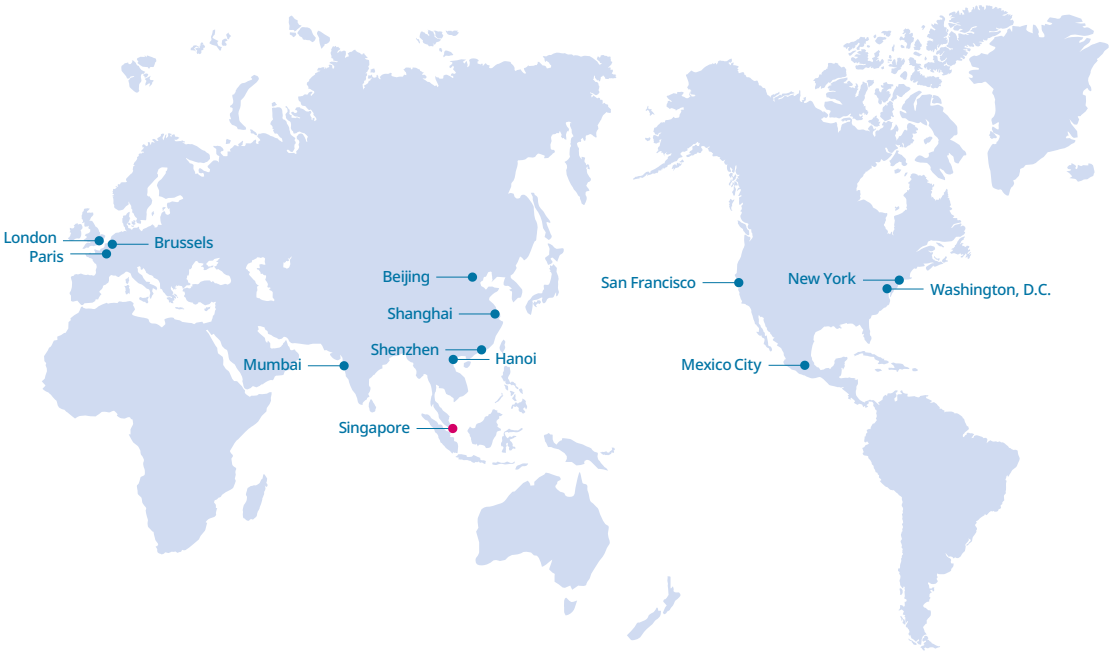 London
Paris
Brussels
Beijing
Shanghai
Shenzhen
Hanoi
Mumbai
Singapore
San Francisco
New York
Washington, D.C.
Mexico City